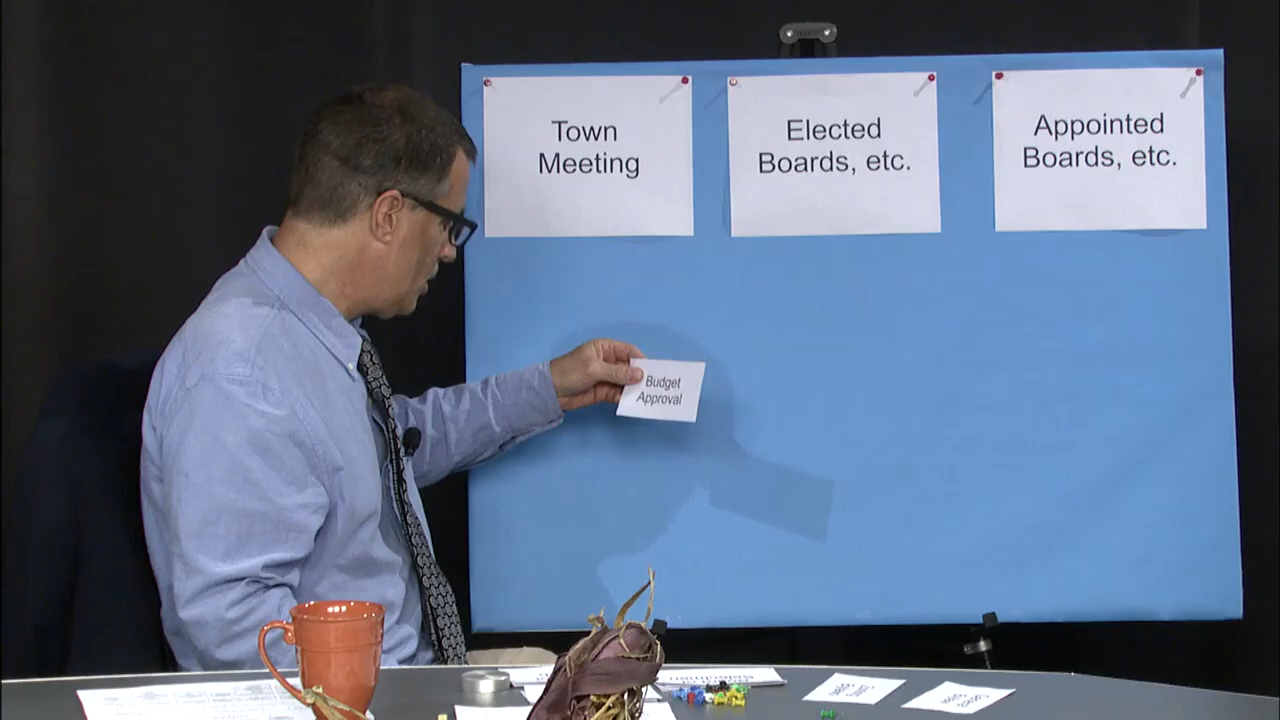 Town
Meeting
Elected
Boards, etc.
Appointed
Boards, etc.
Budget
Approval